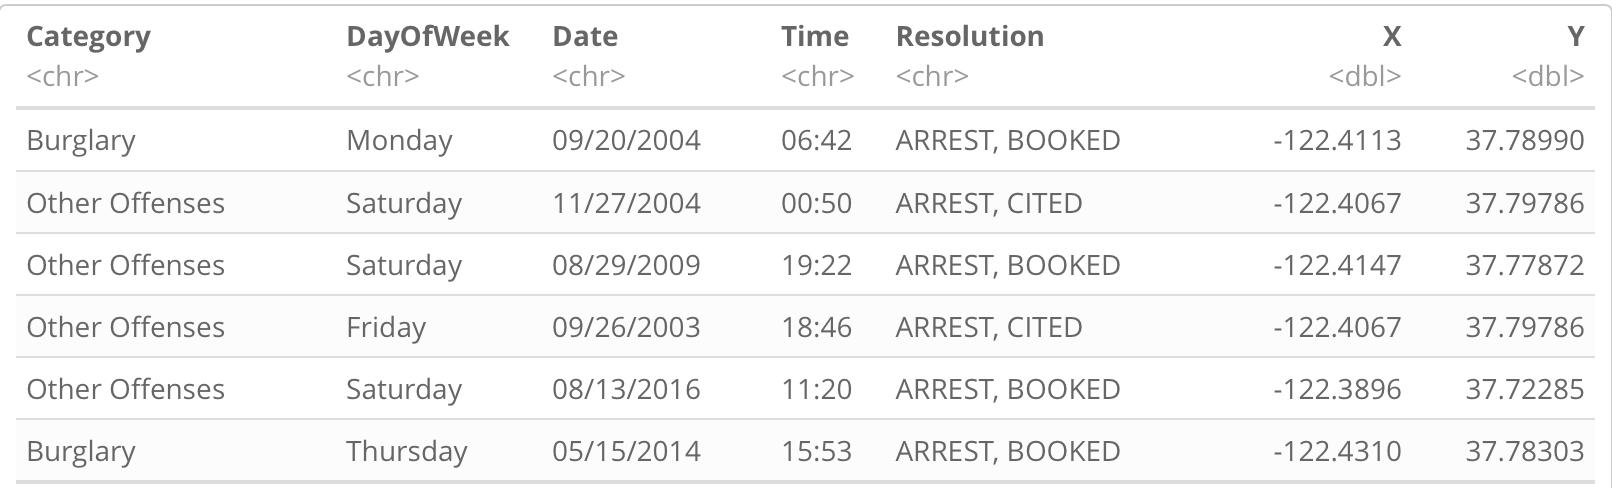 Category DayOfWeek Date Time Resolution X Y
<chr> <chr> <chr> <chr> <chr> <dbl> <dbl>
Burglary Monday 09/20/2004 06:42 ARREST, BOOKED -122.4113 37.78990
Other Offenses Saturday 11/27/2004 00:50 ARREST, CITED -122.4067 37.79786
Other Offenses Saturday 08/29/2009 19:22 ARREST, BOOKED -122.4147 37.77872
Other Offenses Friday 09/26/2003 18:46 ARREST, CITED -122.4067 37.79786
Other Offenses Saturday 08/13/2016 11:20 ARREST, BOOKED -122.3896 37.72285
Burglary Thursday 05/15/2014 15:53 ARREST, BOOKED -122.4310 37.78303